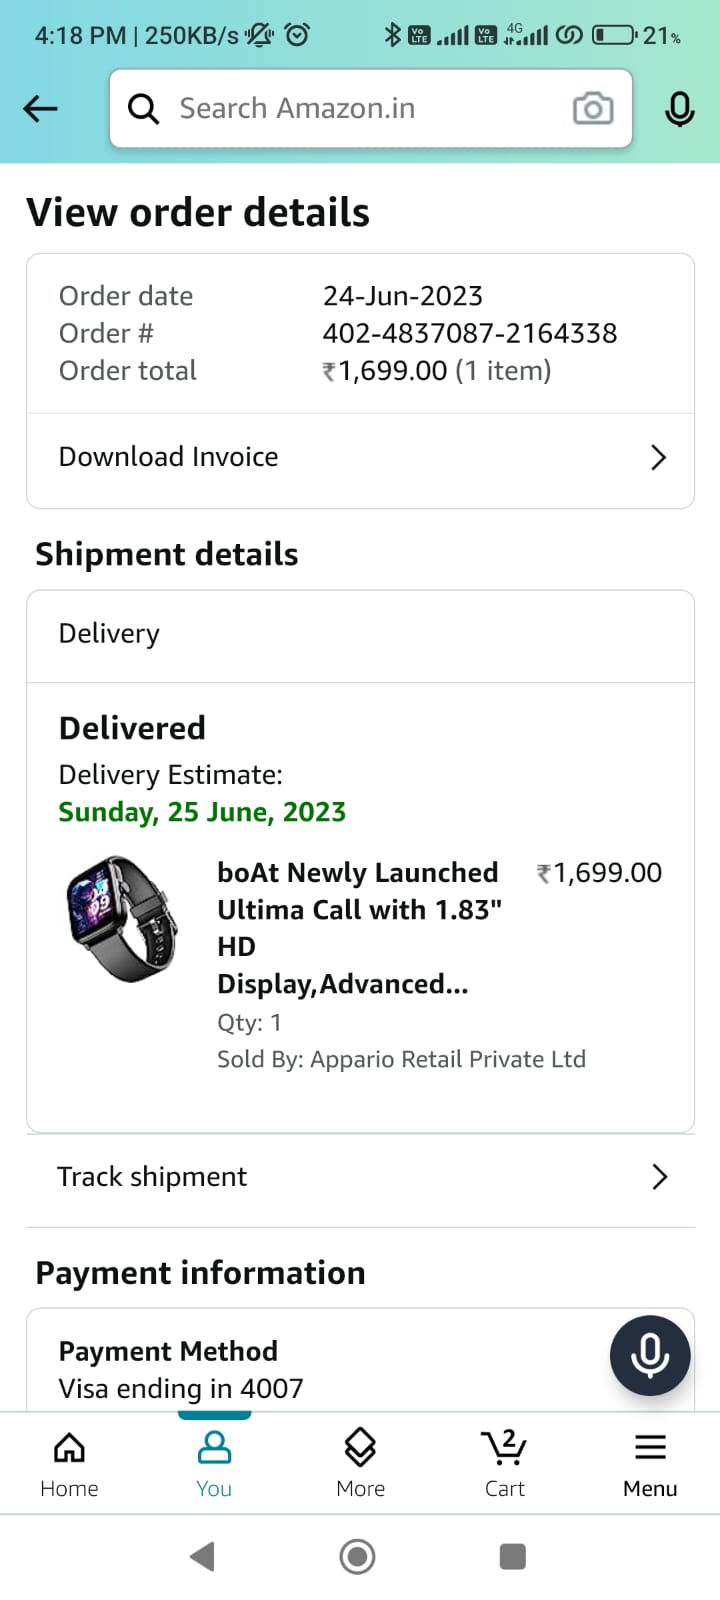 4:18 PM | 250KB/s
Vo LTE Vo LTE 4G 21%
Search Amazon.in
View order details
Order date 24-Jun-2023
Order # 402-4837087-2164338
Order total ₹1,699.00 (1 item)
Download Invoice
Shipment details
Delivery
Delivered
Delivery Estimate:
Sunday, 25 June, 2023
boAt Newly Launched ₹1,699.00
Ultima Call with 1.83"
HD
Display,Advanced...
Qty: 1
Sold By: Appario Retail Private Ltd
Track shipment
Payment information
Payment Method
Visa ending in 4007
2
Home You More Cart Menu